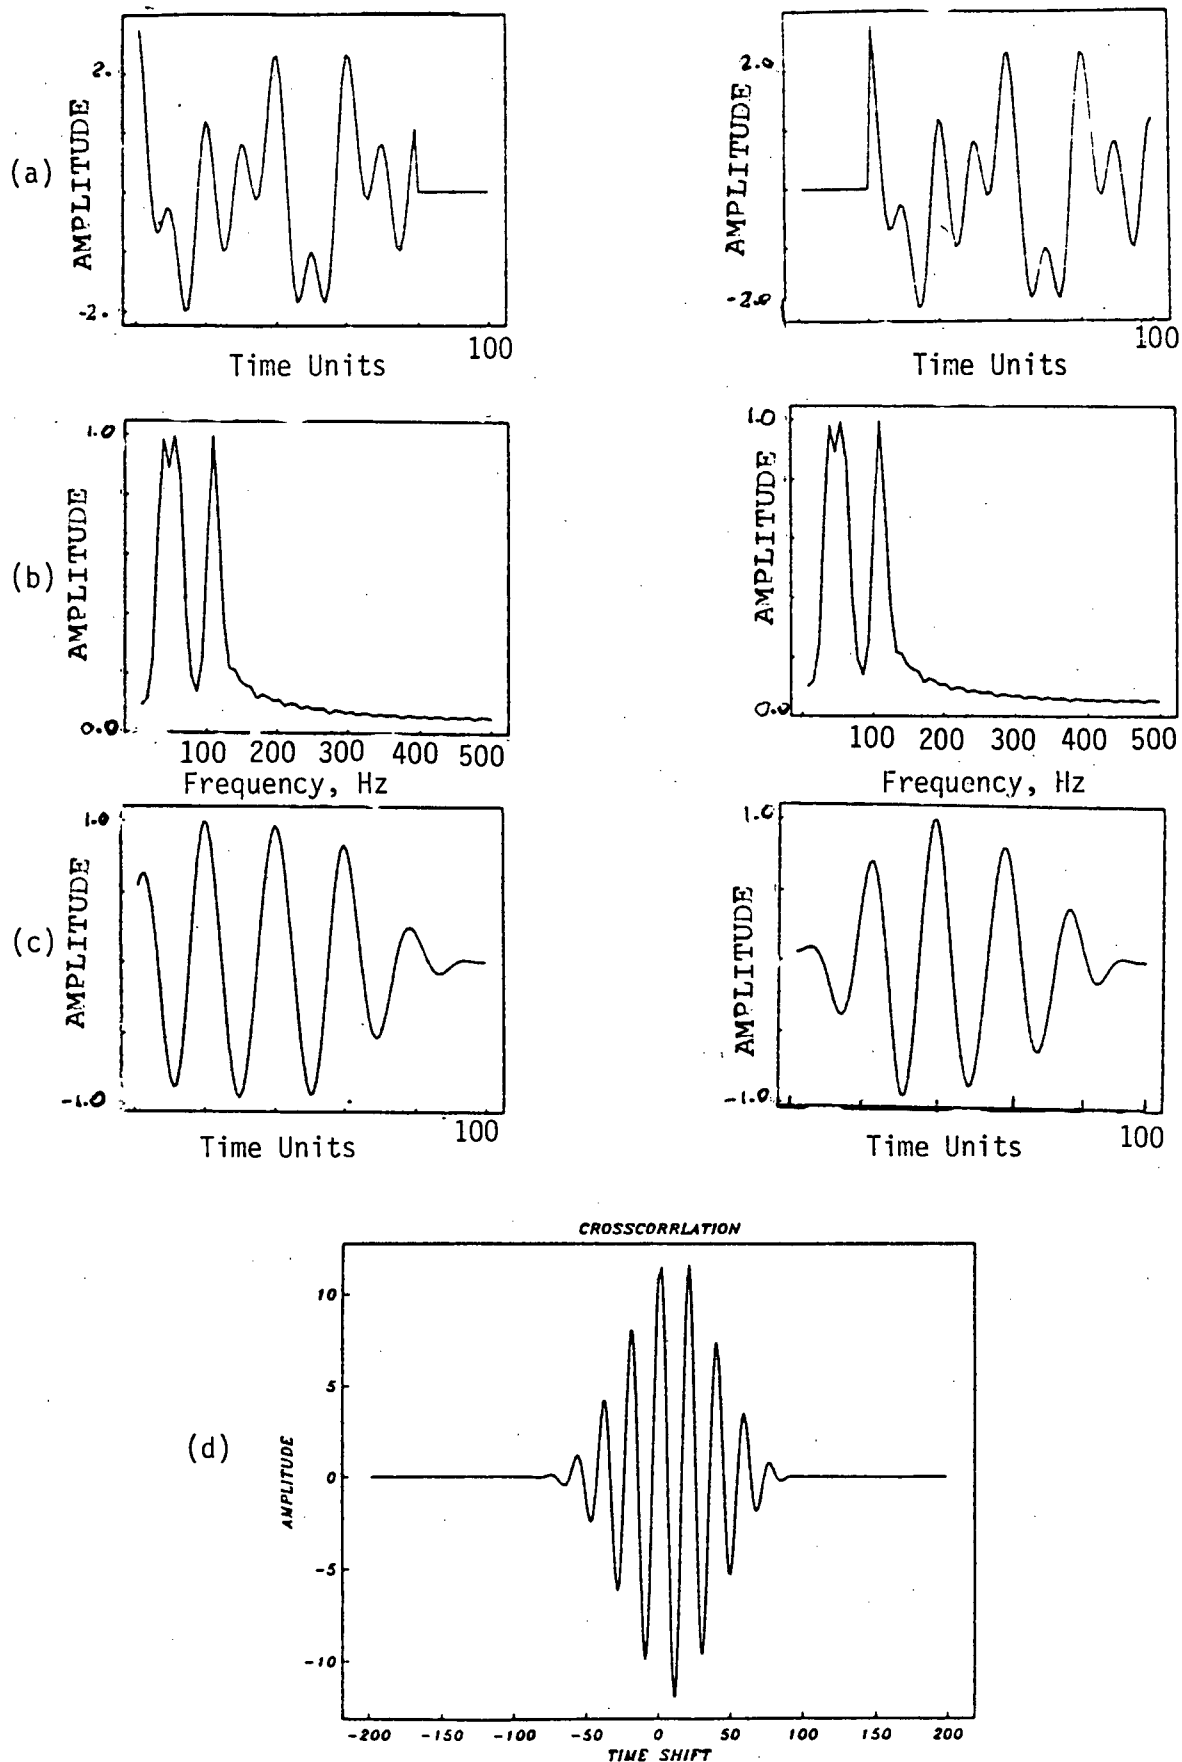 (a)
AMPLITUDE
2.
-2.
100
Time Units
AMPLITUDE
2.0
-2.0
100
Time Units
(b)
AMPLITUDE
1.0
0.0
100 200 300 400 500
Frequency, Hz
AMPLITUDE
1.0
0.0
100 200 300 400 500
Frequency, Hz
(c)
AMPLITUDE
1.0
-1.0
100
Time Units
AMPLITUDE
1.0
-1.0
100
Time Units
(d)
CROSSCORRLATION
AMPLITUDE
10
5
0
-5
-10
-200 -150 -100 -50 0 50 100 150 200
TIME SHIFT